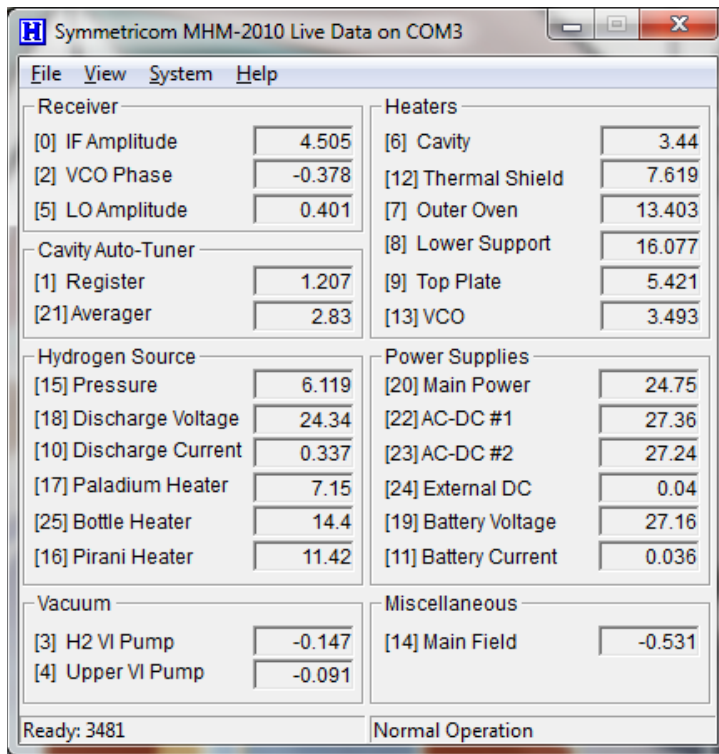 H Symmetricom MHM-2010 Live Data on COM3
File View System Help
Receiver
[0] IF Amplitude 4.505
[2] VCO Phase -0.378
[5] LO Amplitude 0.401
Cavity Auto-Tuner
[1] Register 1.207
[21] Averager 2.83
Hydrogen Source
[15] Pressure 6.119
[18] Discharge Voltage 24.34
[10] Discharge Current 0.337
[17] Paladium Heater 7.15
[25] Bottle Heater 14.4
[16] Pirani Heater 11.42
Vacuum
[3] H2 VI Pump -0.147
[4] Upper VI Pump -0.091
Heaters
[6] Cavity 3.44
[12] Thermal Shield 7.619
[7] Outer Oven 13.403
[8] Lower Support 16.077
[9] Top Plate 5.421
[13] VCO 3.493
Power Supplies
[20] Main Power 24.75
[22] AC-DC #1 27.36
[23] AC-DC #2 27.24
[24] External DC 0.04
[19] Battery Voltage 27.16
[11] Battery Current 0.036
Miscellaneous
[14] Main Field -0.531
Ready: 3481
Normal Operation